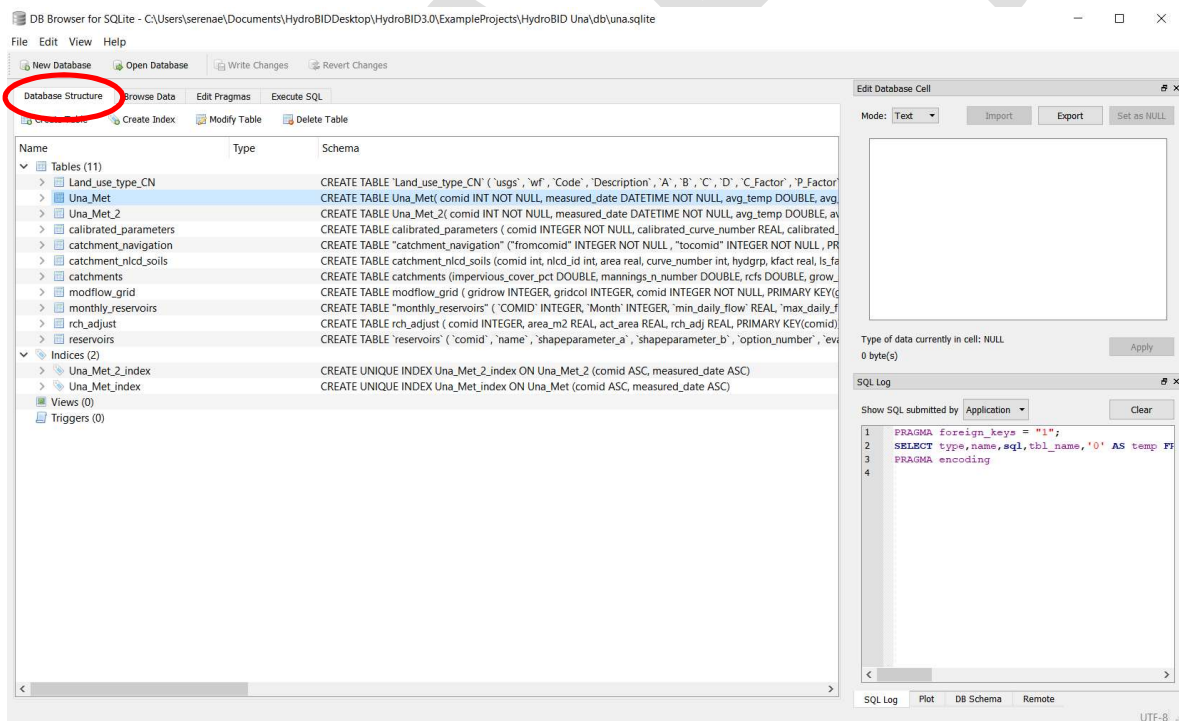 DB Browser for SQLite - C:\Users\serenae\Documents\HydroBIDDesktop\HydroBID3.0\ExampleProjects\HydroBID Una\db\una.sqlite
File Edit View Help
New Database Open Database Write Changes Revert Changes
Database Structure Browse Data Edit Pragmas Execute SQL
Create Table Create Index Modify Table Delete Table
Name Type Schema
Tables (11)
Land_use_type_CN CREATE TABLE `Land_use_type_CN` ( `usgs`, `wf`, `Code`, `Description`, `A`, `B`, `C`, `D`, `C_Factor`, `P_Factor`
Una_Met CREATE TABLE Una_Met( comid INT NOT NULL, measured_date DATETIME NOT NULL, avg_temp DOUBLE, avg_
Una_Met_2 CREATE TABLE Una_Met_2( comid INT NOT NULL, measured_date DATETIME NOT NULL, avg_temp DOUBLE, av
calibrated_parameters CREATE TABLE calibrated_parameters ( comid INTEGER NOT NULL, calibrated_curve_number REAL, calibrated_
catchment_navigation CREATE TABLE "catchment_navigation" ("fromcomid" INTEGER NOT NULL , "tocomid" INTEGER NOT NULL , PR
catchment_nlcd_soils CREATE TABLE catchment_nlcd_soils (comid int, nlcd_id int, area real, curve_number int, hydgrp, kfact real, ls_fa
catchments CREATE TABLE catchments (impervious_cover_pct DOUBLE, mannings_n_number DOUBLE, rcfs DOUBLE, grow_
modflow_grid CREATE TABLE modflow_grid ( gridrow INTEGER, gridcol INTEGER, comid INTEGER NOT NULL, PRIMARY KEY(g
monthly_reservoirs CREATE TABLE "monthly_reservoirs" ( `COMID` INTEGER, `Month` INTEGER, `min_daily_flow` REAL, `max_daily_f
rch_adjust CREATE TABLE rch_adjust ( comid INTEGER, area_m2 REAL, act_area REAL, rch_adj REAL, PRIMARY KEY(comid)
reservoirs CREATE TABLE `reservoirs` ( `comid`, `name`, `shapeparameter_a`, `shapeparameter_b`, `option_number`, `eva
Indices (2)
Una_Met_2_index CREATE UNIQUE INDEX Una_Met_2_index ON Una_Met_2 (comid ASC, measured_date ASC)
Una_Met_index CREATE UNIQUE INDEX Una_Met_index ON Una_Met (comid ASC, measured_date ASC)
Views (0)
Triggers (0)
Edit Database Cell
Mode: Text Import Export Set as NULL
Type of data currently in cell: NULL
0 byte(s)
Apply
SQL Log
Show SQL submitted by Application Clear
1 PRAGMA foreign_keys = "1";
2 SELECT type,name,sql,tbl_name,'0' AS temp FR
3 PRAGMA encoding
4
SQL Log Plot DB Schema Remote
UTF-8